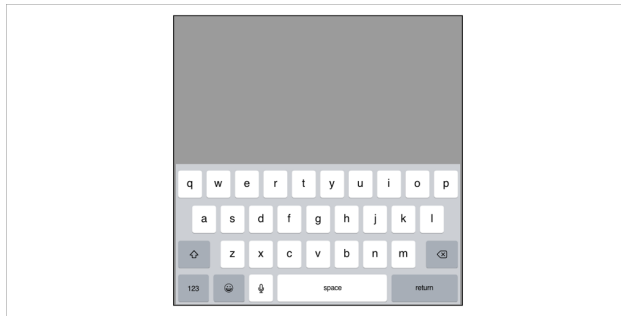 q w e r t y u i o p
a s d f g h j k l
z x c v b n m
123 space return